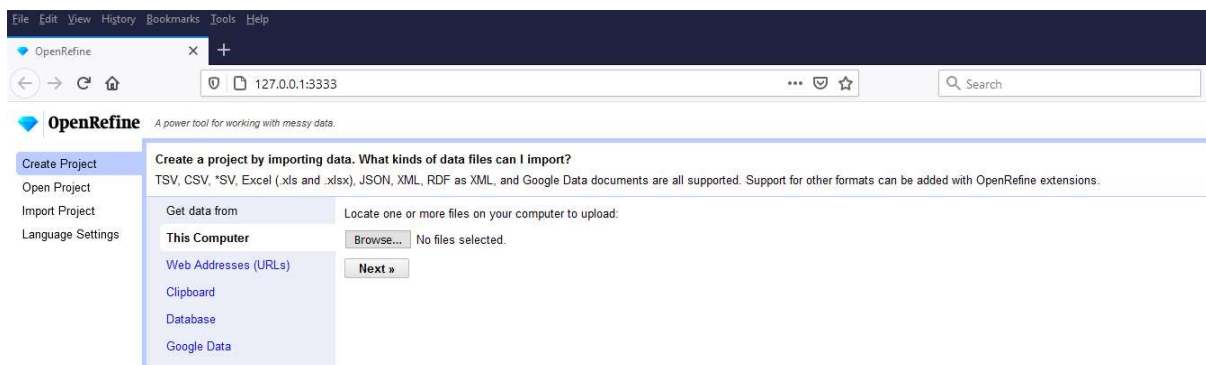 File Edit View History Bookmarks Tools Help
OpenRefine
127.0.0.1:3333
Search
OpenRefine A power tool for working with messy data.
Create Project
Open Project
Import Project
Language Settings
Create a project by importing data. What kinds of data files can I import?
TSV, CSV, *SV, Excel (.xls and .xlsx), JSON, XML, RDF as XML, and Google Data documents are all supported. Support for other formats can be added with OpenRefine extensions.
Get data from
This Computer
Web Addresses (URLs)
Clipboard
Database
Google Data
Locate one or more files on your computer to upload:
Browse... No files selected.
Next »